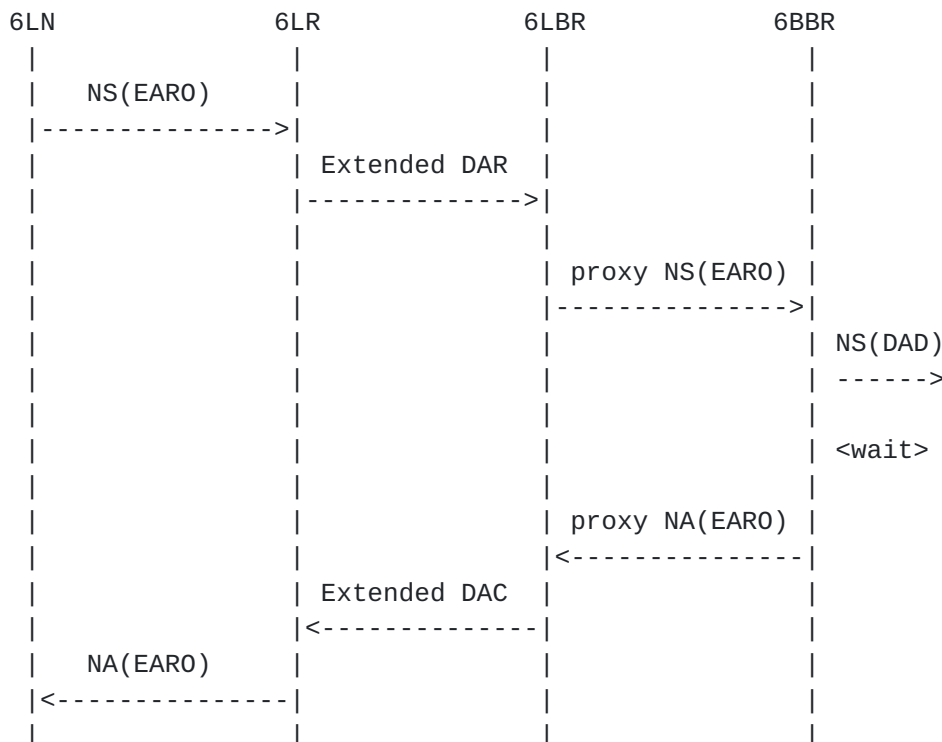 6LN 6LR 6LBR 6BBR
NS(EARO)
Extended DAR
proxy NS(EARO)
NS(DAD)
<wait>
proxy NA(EARO)
Extended DAC
NA(EARO)